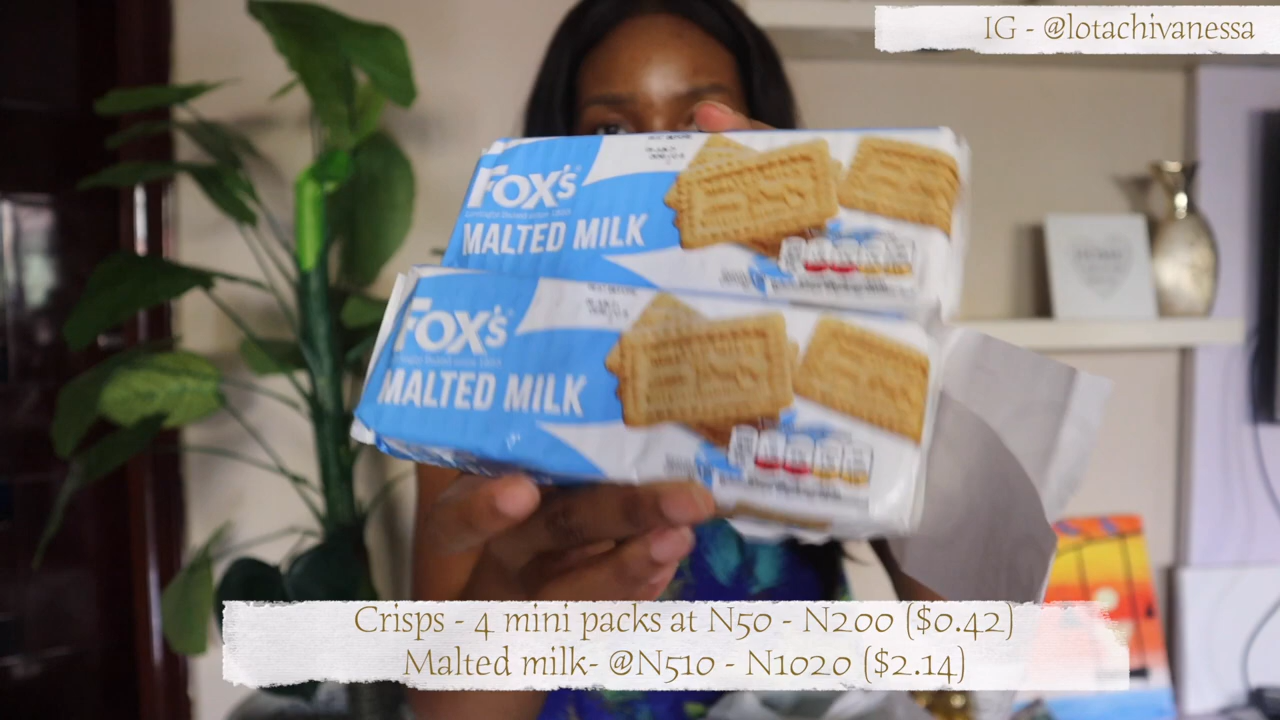 IG - @lotachivanessa
FOX's
MALTED MILK
FOX's
MALTED MILK
Crisps - 4 mini packs at N50 - N200 ($0.42)
Malted milk- @N510 - N1020 ($2.14)